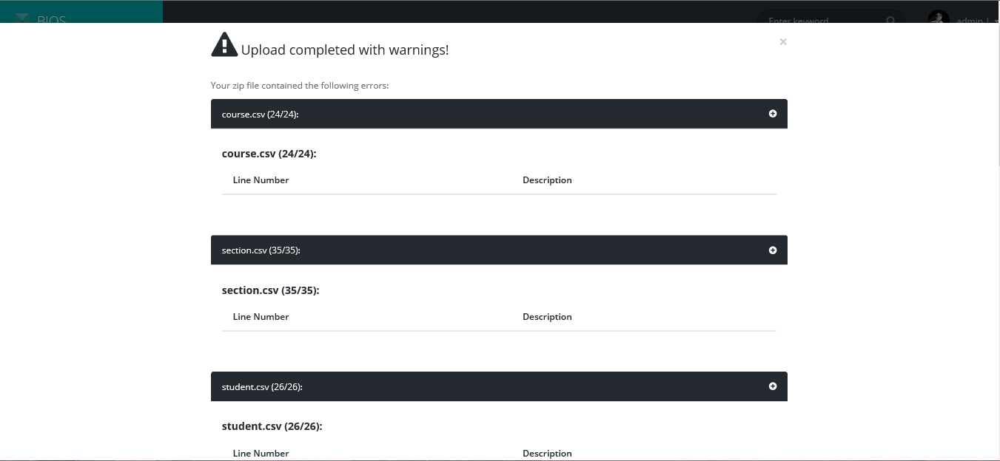 BIOS
Enter keyword
admin |
Upload completed with warnings!
×
Your zip file contained the following errors:
course.csv (24/24):
course.csv (24/24):
Line Number Description
section.csv (35/35):
section.csv (35/35):
Line Number Description
student.csv (26/26):
student.csv (26/26):
Line Number Description